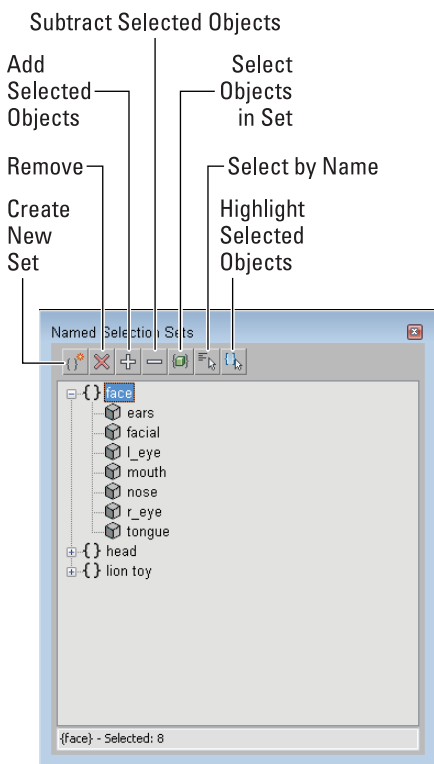 Subtract Selected Objects
Add
Selected
Objects
Select
Objects
in Set
Remove
Select by Name
Create
New
Set
Highlight
Selected
Objects
Named Selection Sets
face
ears
facial
l_eye
mouth
nose
r_eye
tongue
head
lion toy
{face} - Selected: 8